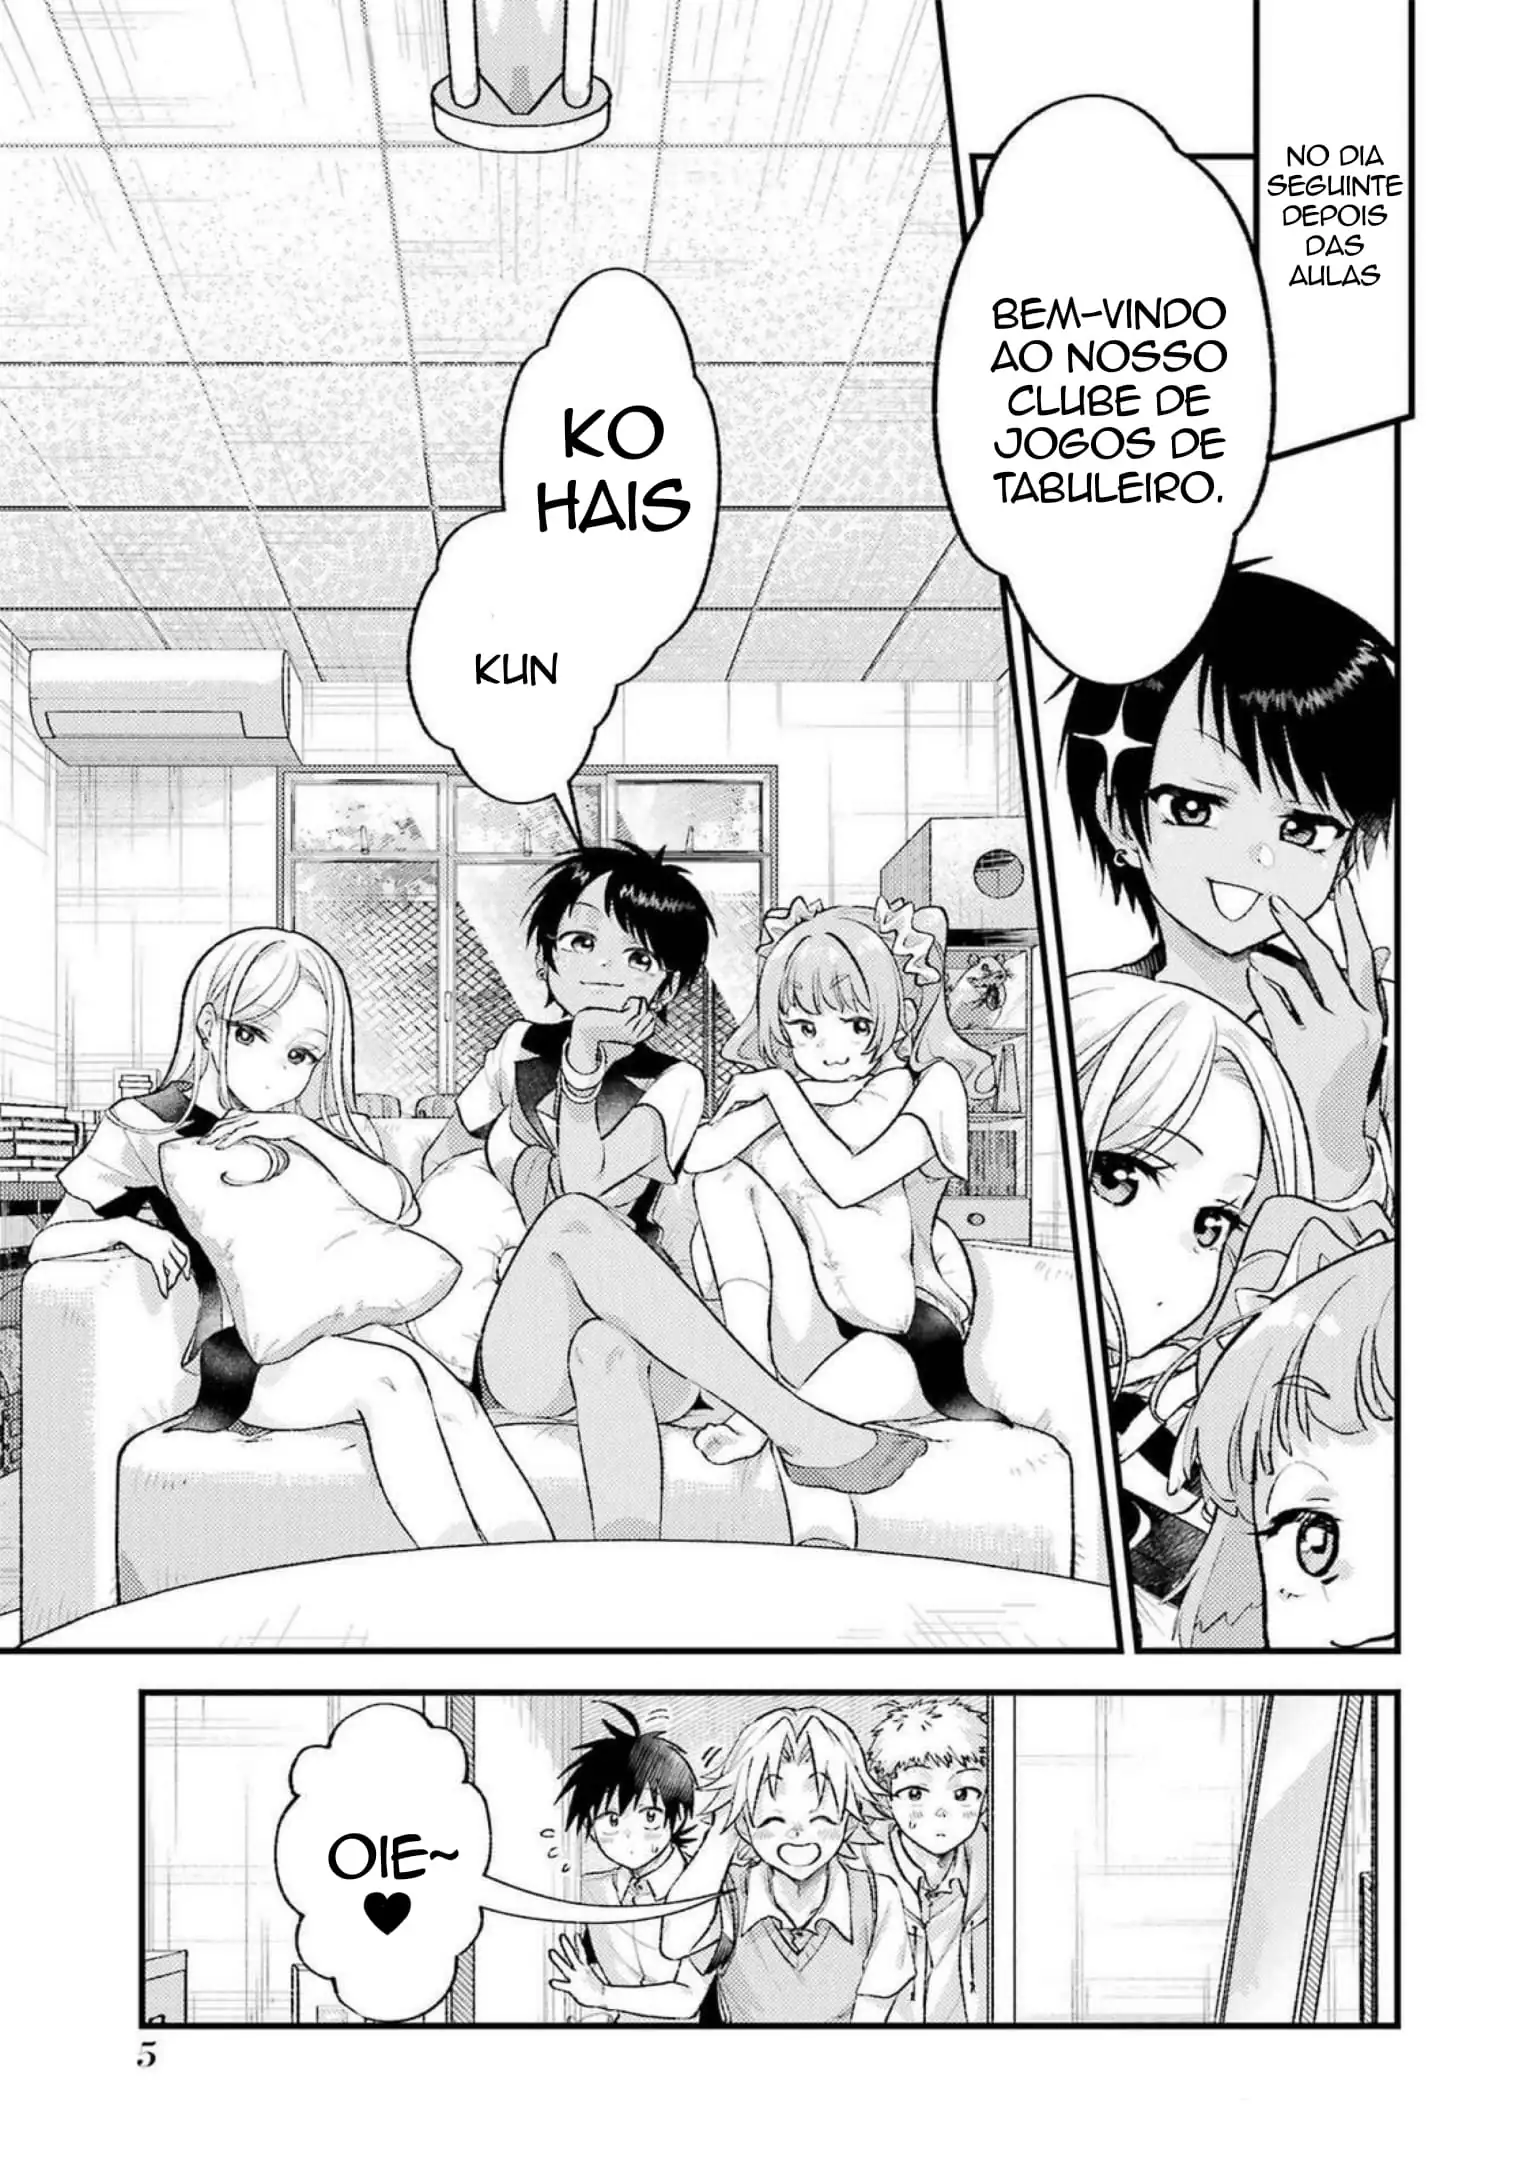 NO DIA
SEGUINTE
DEPOIS
DAS
AULAS
BEM-VINDO
AO NOSSO
CLUBE DE
JOGOS DE
TABULEIRO.
KO
HAIS
KUN
OIE~
♥
5